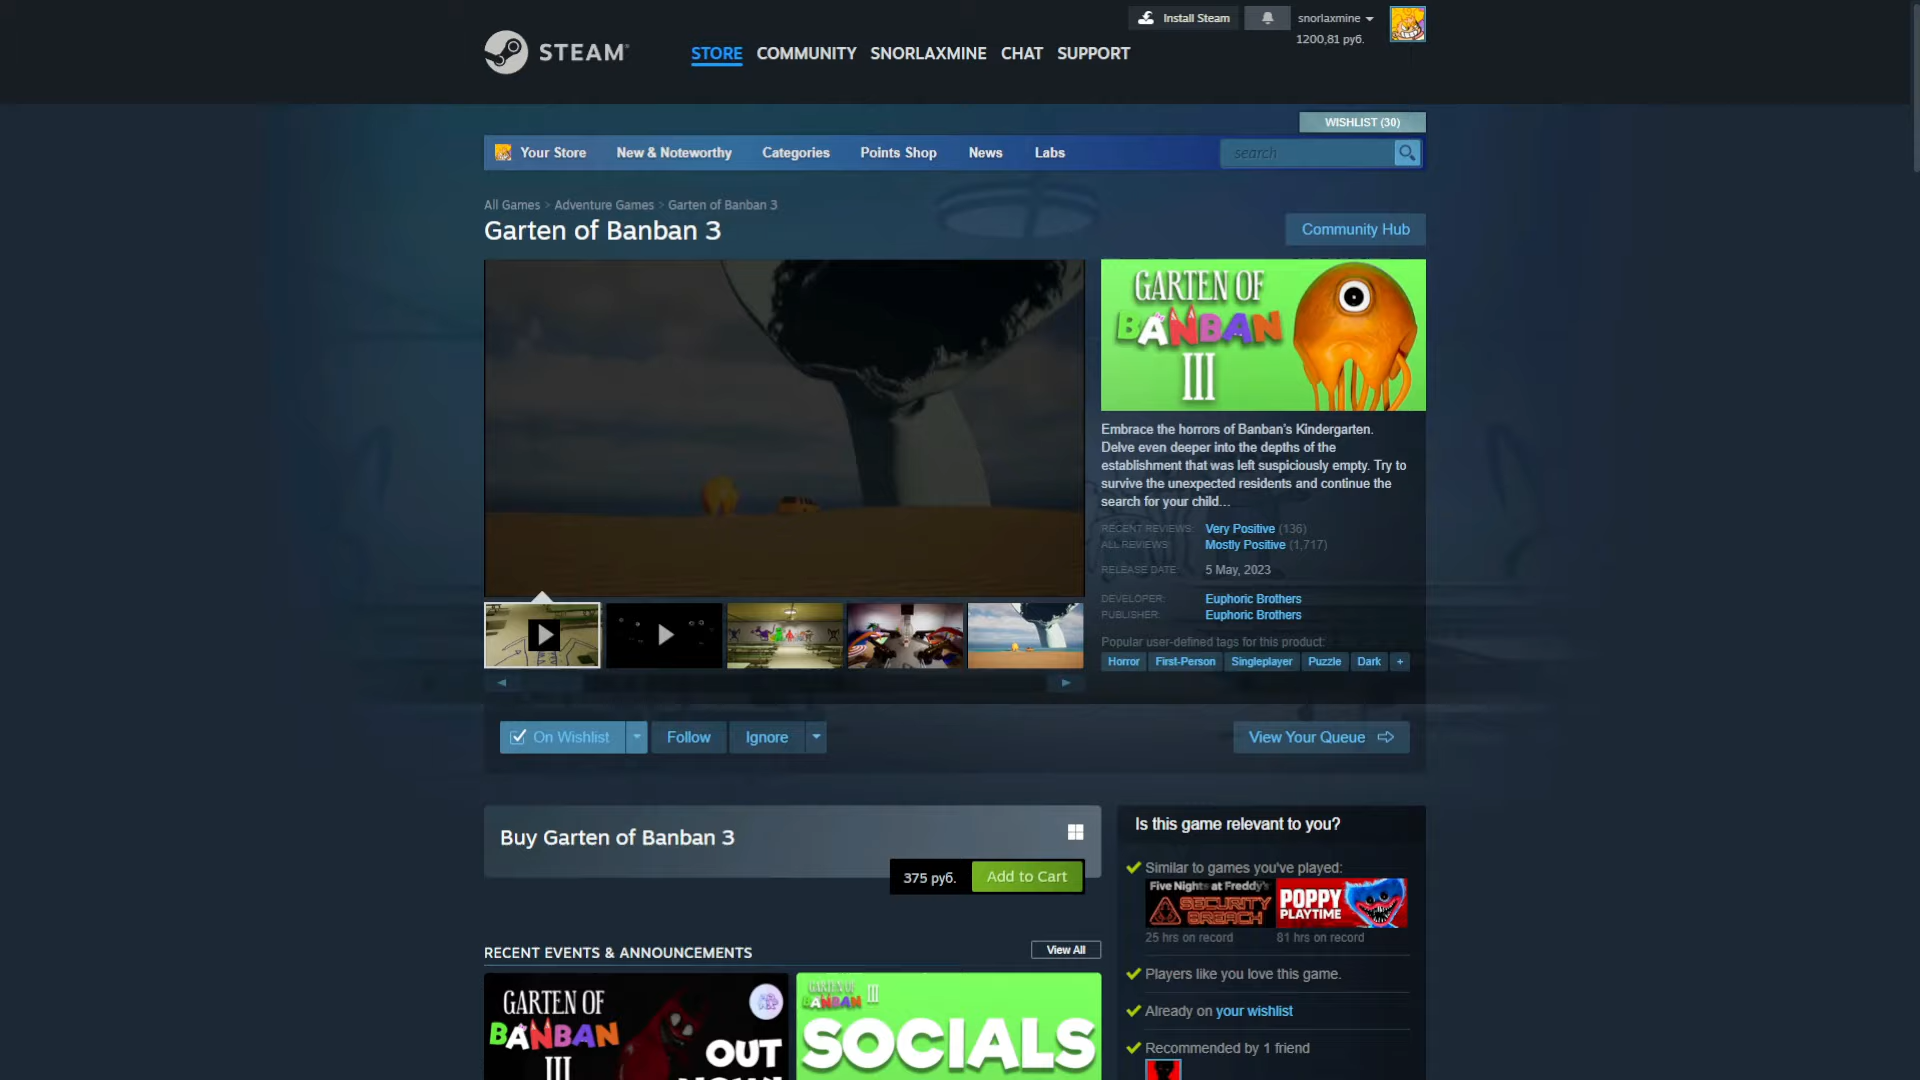 Install Steam
snorlaxmine
1200,81 pуб.
STEAM
STORE COMMUNITY SNORLAXMINE CHAT SUPPORT
WISHLIST (30)
Your Store New & Noteworthy Categories Points Shop News Labs
search
All Games > Adventure Games > Garten of Banban 3
Garten of Banban 3
Community Hub
GARTEN OF
BANBAN
III
Embrace the horrors of Banban's Kindergarten.
Delve even deeper into the depths of the
establishment that was left suspiciously empty. Try to
survive the unexpected residents and continue the
search for your child…
RECENT REVIEWS: Very Positive (136)
ALL REVIEWS: Mostly Positive (1,717)
RELEASE DATE: 5 May, 2023
DEVELOPER: Euphoric Brothers
PUBLISHER: Euphoric Brothers
Popular user-defined tags for this product:
Horror First-Person Singleplayer Puzzle Dark +
On Wishlist Follow Ignore
View Your Queue
Buy Garten of Banban 3
375 pуб. Add to Cart
RECENT EVENTS & ANNOUNCEMENTS
View All
GARTEN OF
BANBAN
III
OUT
NOW
GARTEN OF
BANBAN III
SOCIALS
Is this game relevant to you?
Similar to games you've played:
Five Nights at Freddy's
SECURITY
BREACH
POPPY
PLAYTIME
25 hrs on record 81 hrs on record
Players like you love this game.
Already on your wishlist
Recommended by 1 friend